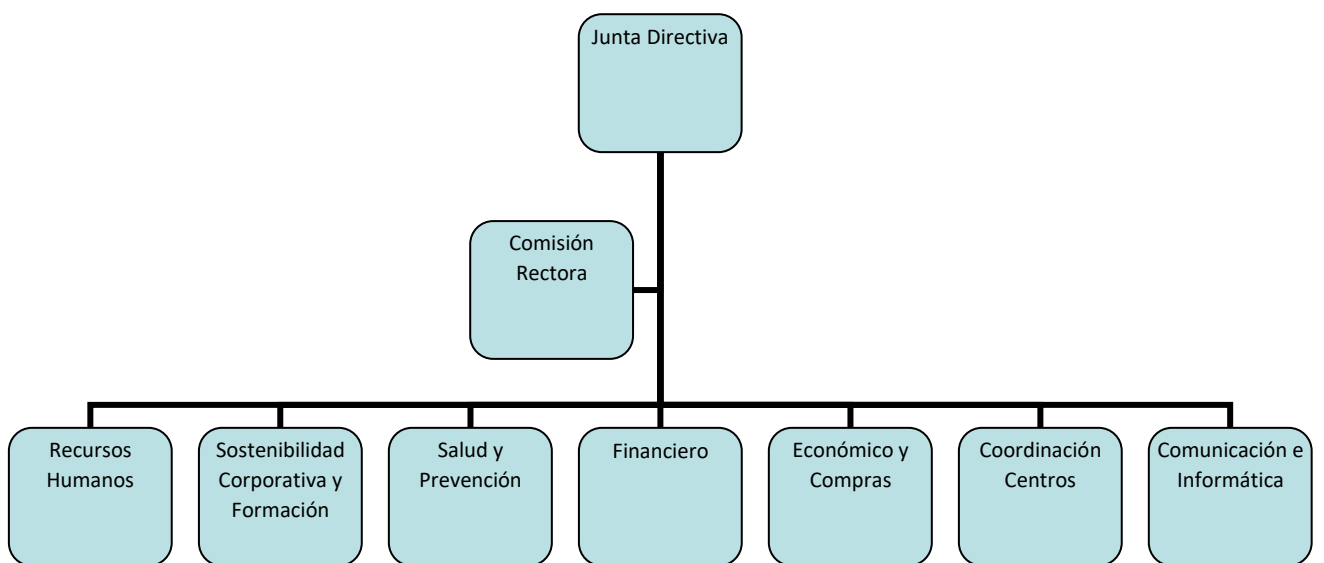 Junta Directiva
Comisión
Rectora
Recursos
Humanos
Sostenibilidad
Corporativa y
Formación
Salud y
Prevención
Financiero
Económico y
Compras
Coordinación
Centros
Comunicación e
Informática